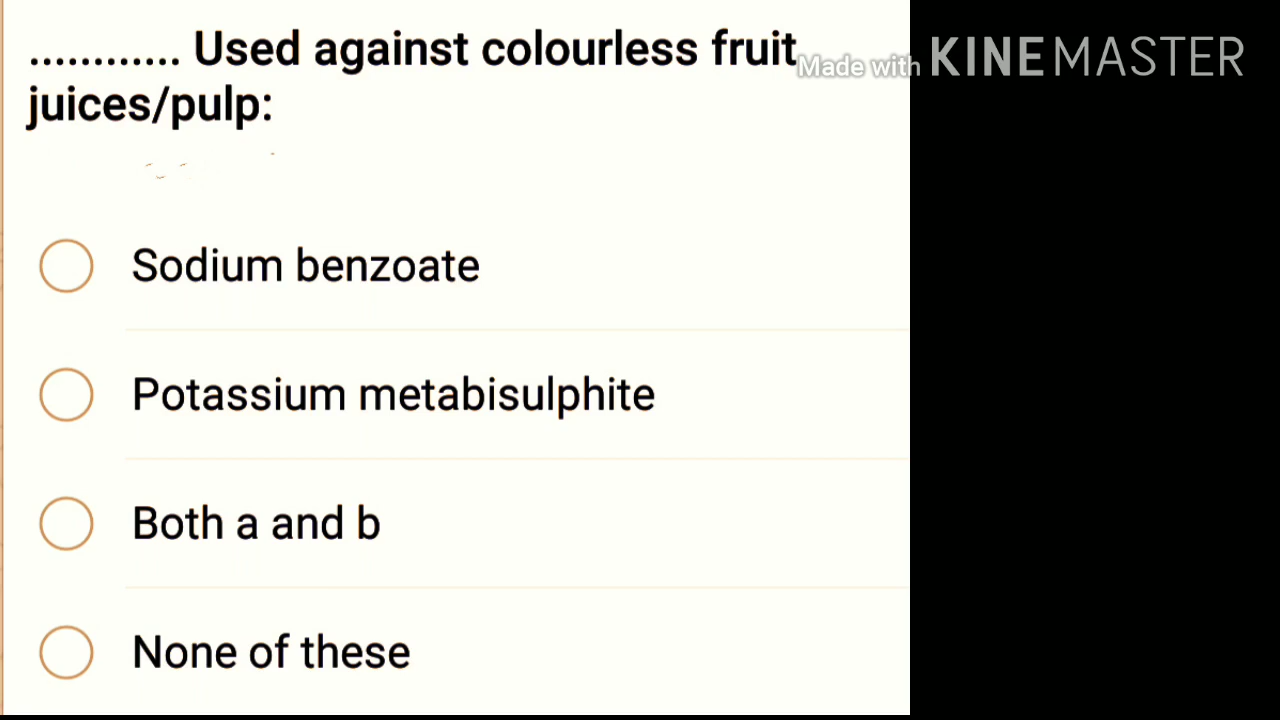 ............ Used against colourless fruit
juices/pulp:
Made with KINEMASTER
Sodium benzoate
Potassium metabisulphite
Both a and b
None of these